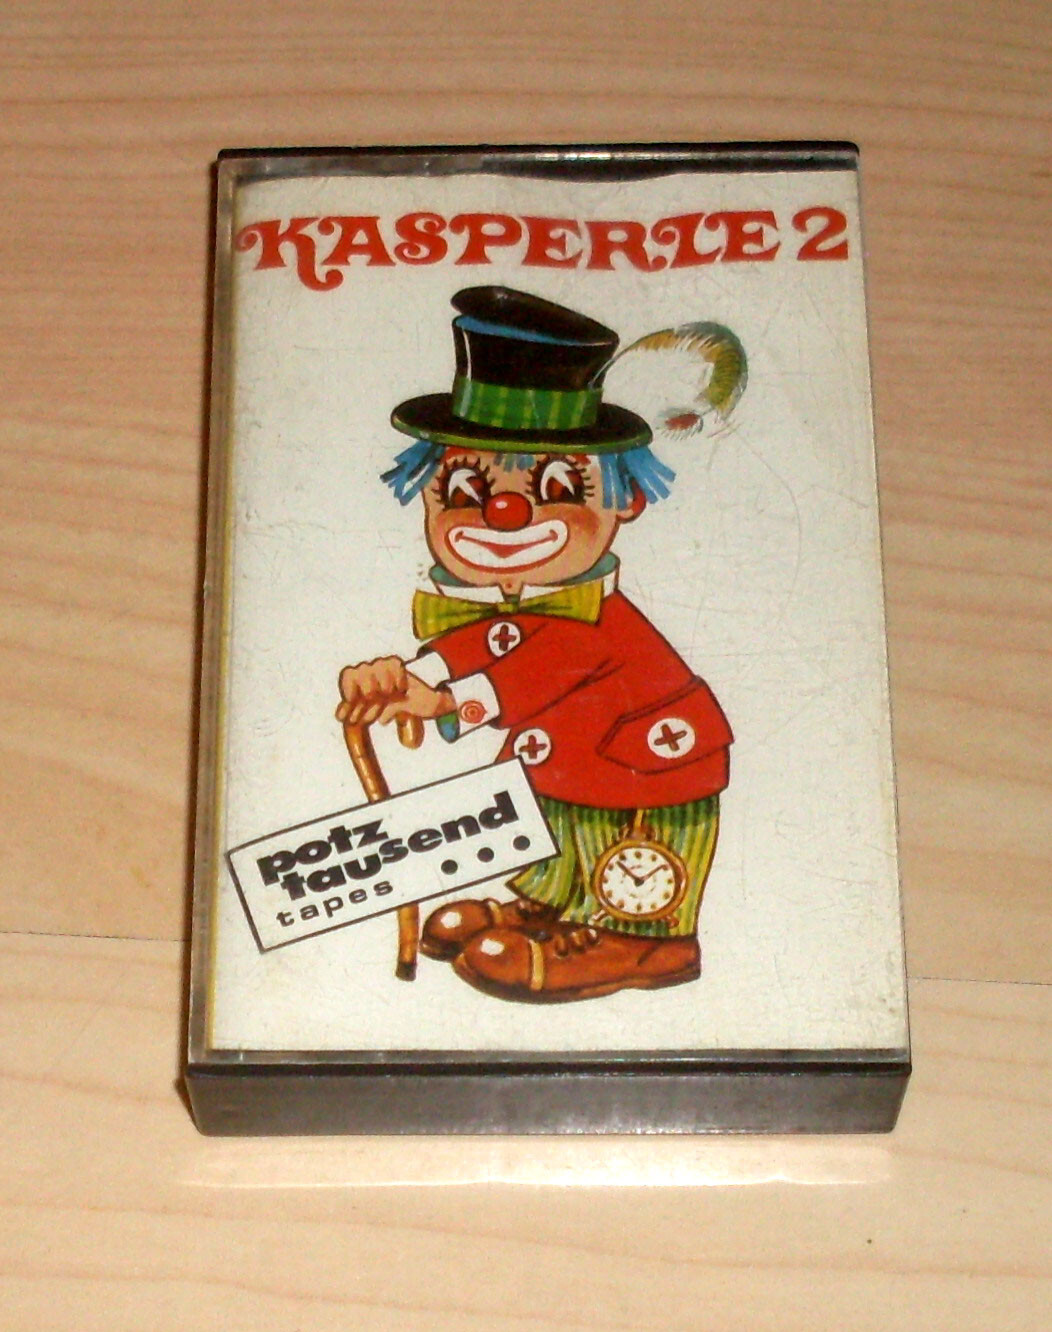 KASPERLE 2
potz
tausend
tapes ...